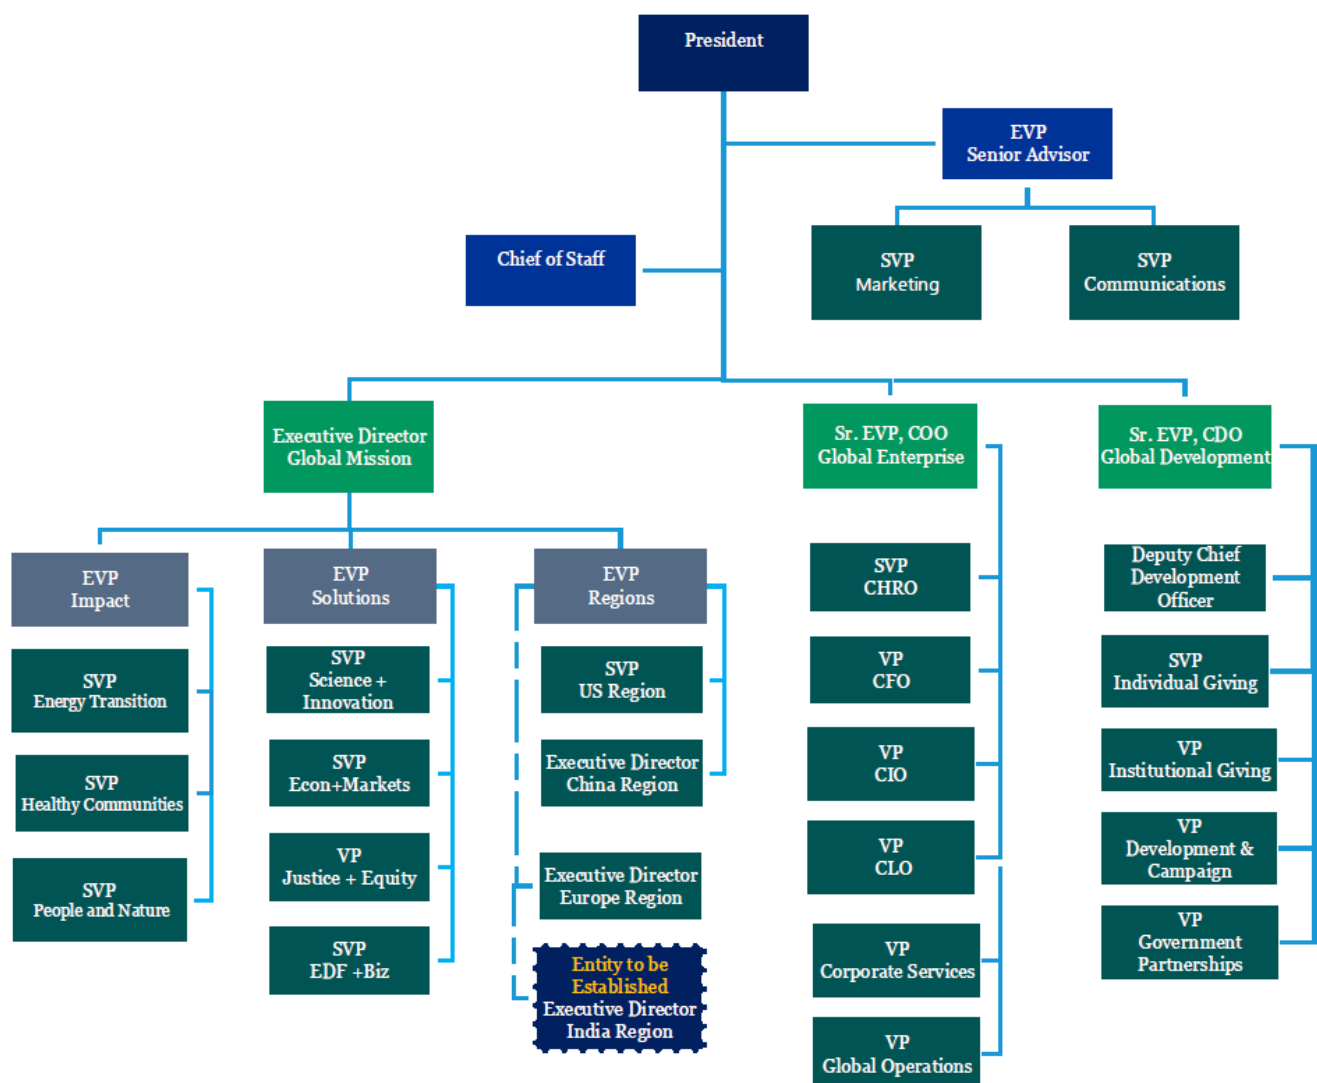 President
EVP
Senior Advisor
Chief of Staff
SVP
Marketing
SVP
Communications
Executive Director
Global Mission
Sr. EVP, COO
Global Enterprise
Sr. EVP, CDO
Global Development
EVP
Impact
SVP
Energy Transition
SVP
Healthy Communities
SVP
People and Nature
EVP
Solutions
SVP
Science +
Innovation
SVP
Econ+Markets
VP
Justice + Equity
SVP
EDF +Biz
EVP
Regions
SVP
US Region
Executive Director
China Region
Executive Director
Europe Region
Entity to be
Established
Executive Director
India Region
SVP
CHRO
VP
CFO
VP
CIO
VP
CLO
VP
Corporate Services
VP
Global Operations
Deputy Chief
Development
Officer
SVP
Individual Giving
VP
Institutional Giving
VP
Development &
Campaign
VP
Government
Partnerships